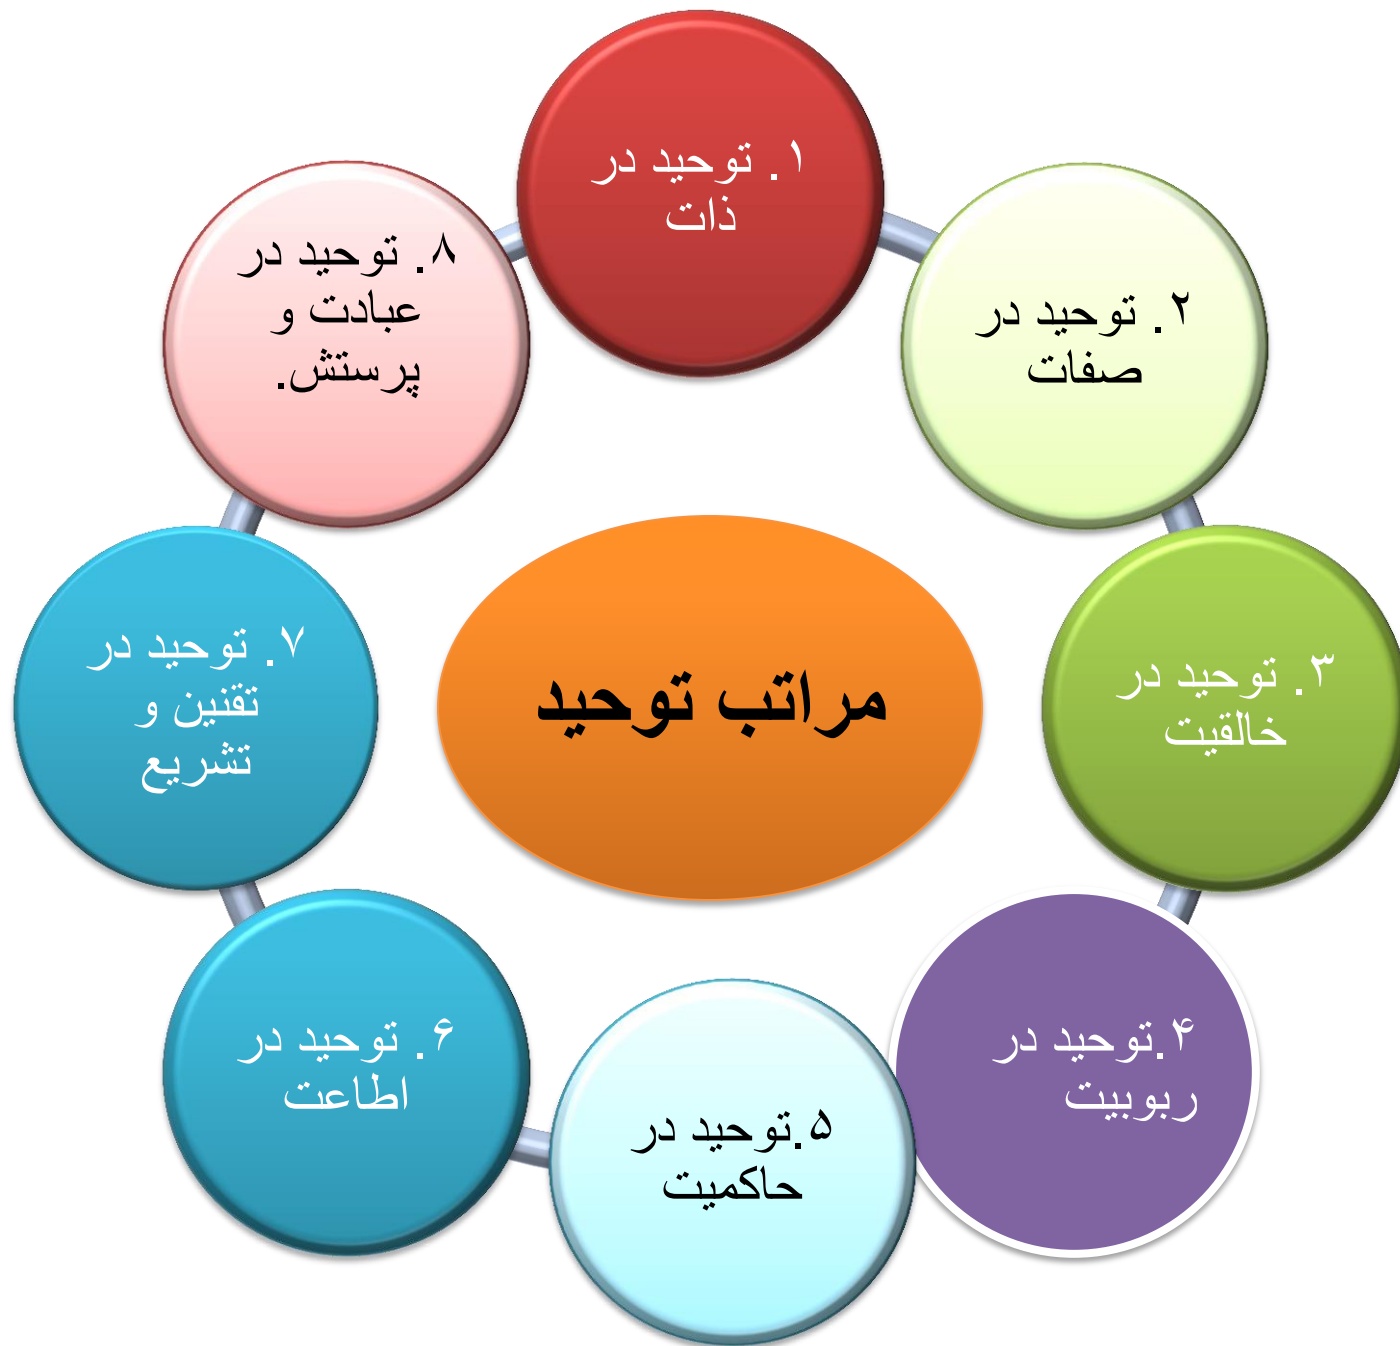 مراتب توحید
۱. توحید در
ذات
۲. توحید در
صفات
۳. توحید در
خالقیت
۴.توحید در
ربوبیت
۵.توحید در
حاکمیت
۶. توحید در
اطاعت
۷. توحید در
تقنین و
تشریع
۸. توحید در
عبادت و
پرستش.